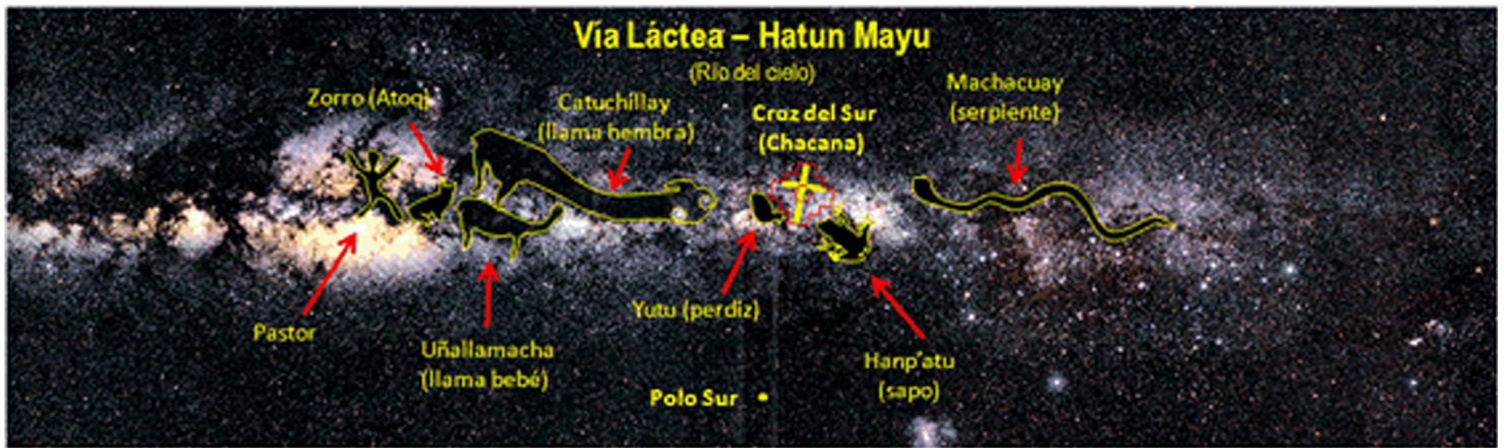 Vía Láctea – Hatun Mayu
(Río del cielo)
Zorro (Atoq)
Catuchíllay
(llama hembra)
Cruz del Sur
(Chacana)
Machacuay
(serpiente)
Pastor
Uñallamacha
(llama bebé)
Yutu (perdiz)
Hanp'atu
(sapo)
Polo Sur